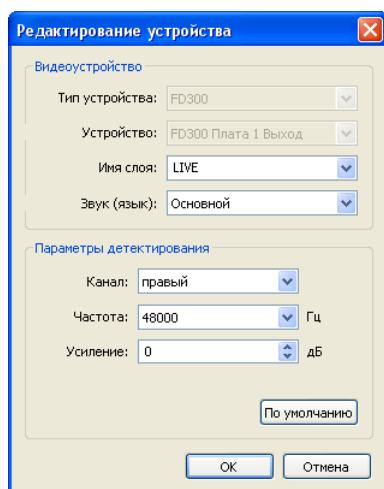 Редактирование устройства
Видеоустройство
Тип устройства: FD300
Устройство: FD300 Плата 1 Выход
Имя слоя: LIVE
Звук (язык): Основной
Параметры детектирования
Канал: правый
Частота: 48000 Гц
Усиление: 0 дБ
По умолчанию
OK Отмена